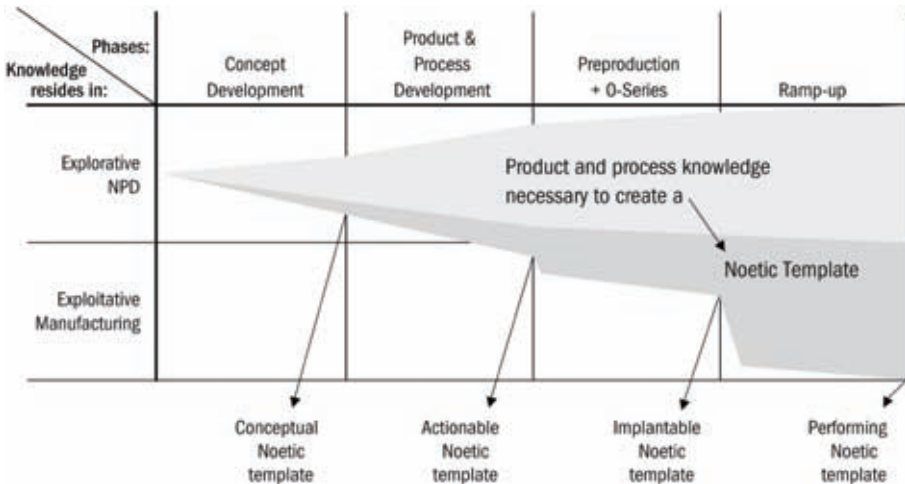 Phases:
Knowledge
resides in:
Concept
Development
Product &
Process
Development
Preproduction
+ 0-Series
Ramp-up
Explorative
NPD
Product and process knowledge
necessary to create a
Noetic Template
Exploitative
Manufacturing
Conceptual
Noetic
template
Actionable
Noetic
template
Implantable
Noetic
template
Performing
Noetic
template